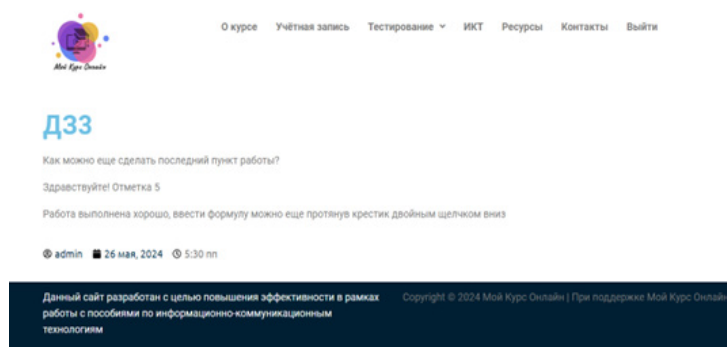 О курсе Учётная запись Тестирование ИКТ Ресурсы Контакты Выйти
Мой Курс Онлайн
ДЗ3
Как можно еще сделать последний пункт работы?
Здравствуйте! Отметка 5
Работа выполнена хорошо, ввести формулу можно еще протянув крестик двойным щелчком вниз
admin 26 мая, 2024 5:30 пп
Данный сайт разработан с целью повышения эффективности в рамках
работы с пособиями по информационно-коммуникационным
технологиям
Copyright © 2024 Мой Курс Онлайн | При поддержке Мой Курс Онлайн